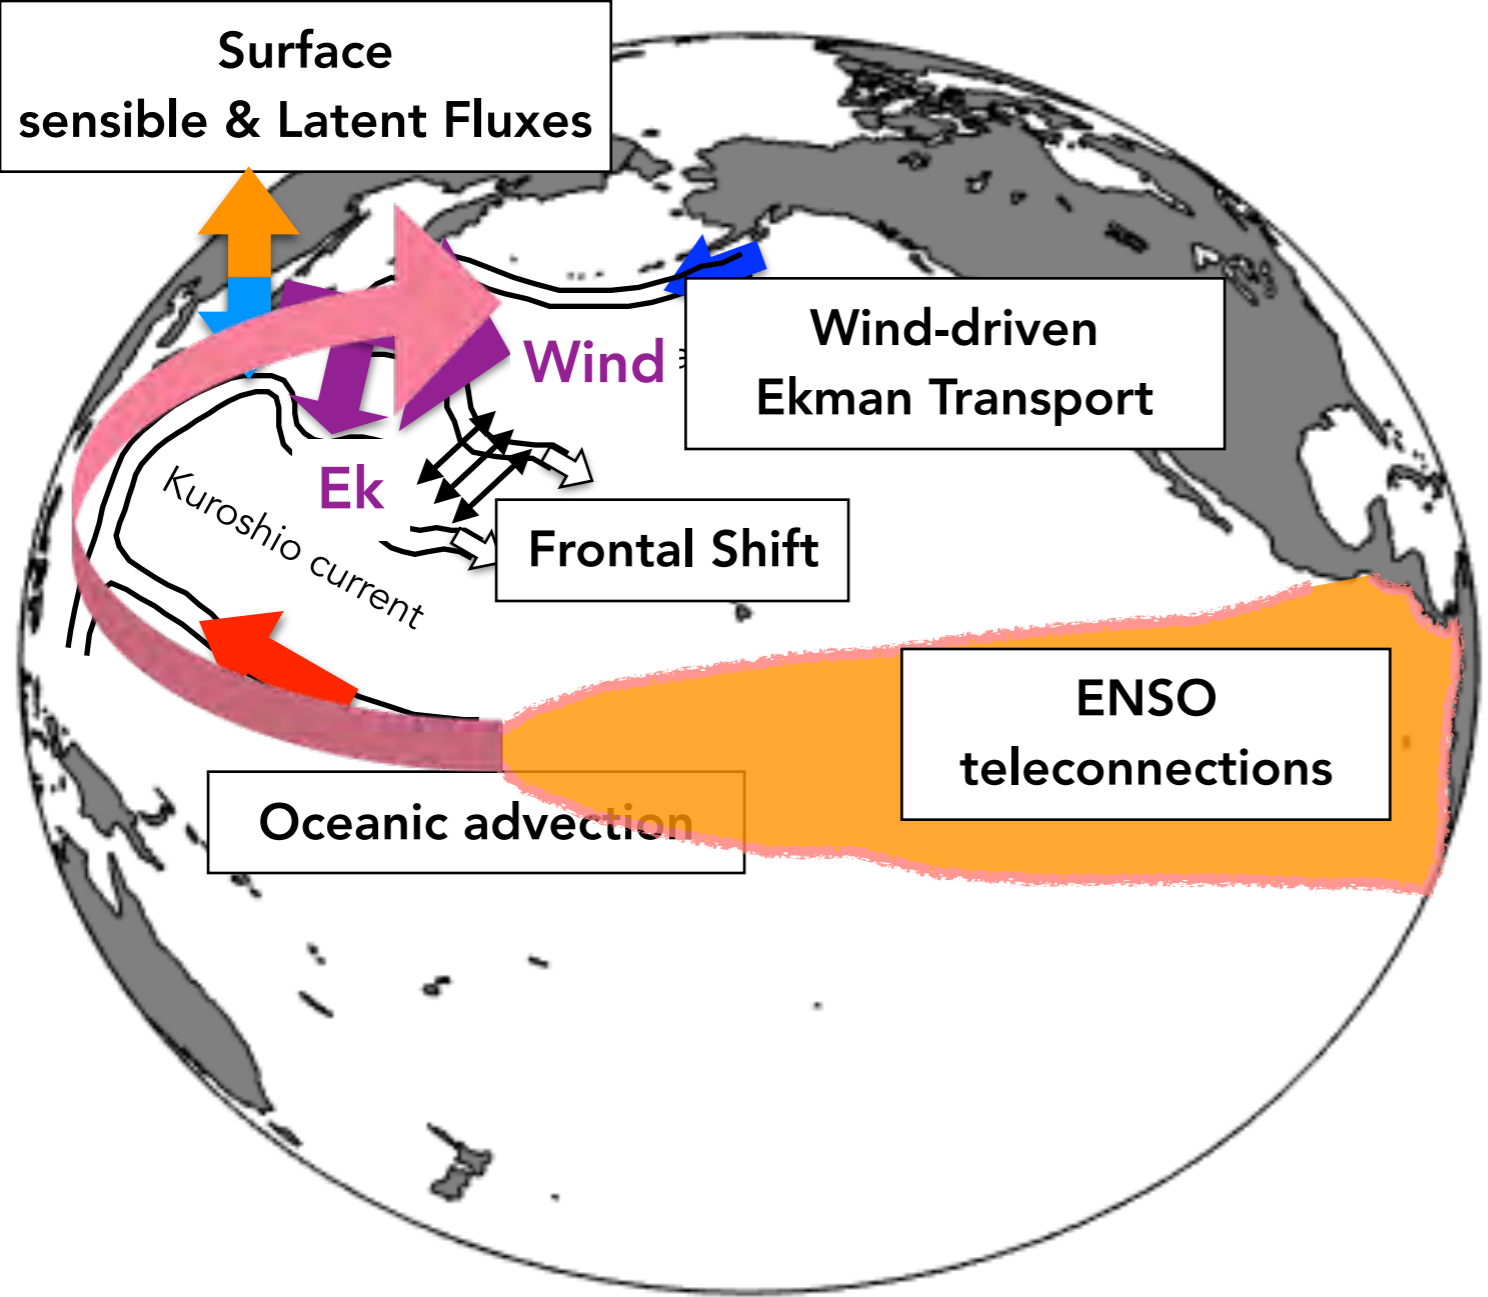 Surface
sensible & Latent Fluxes
Wind-driven
Ekman Transport
Wind
Ek
Kuroshio current
Frontal Shift
ENSO
teleconnections
Oceanic advection